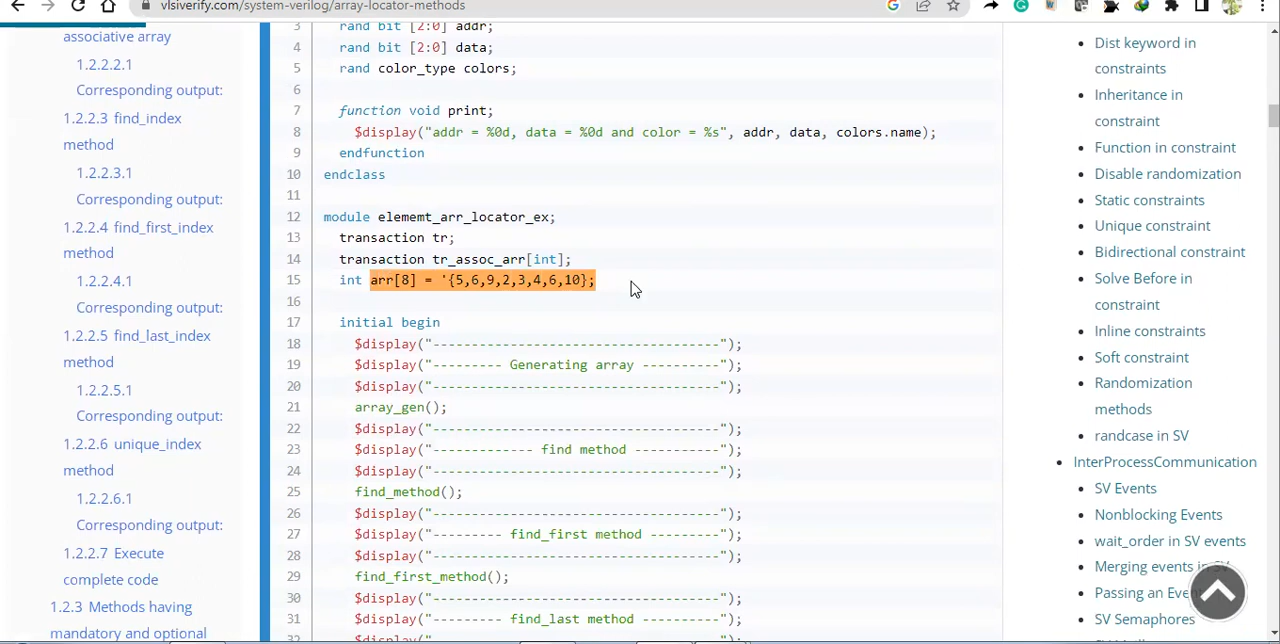 vlsiverify.com/system-verilog/array-locator-methods
associative array
1.2.2.2.1
Corresponding output:
1.2.2.3 find_index
method
1.2.2.3.1
Corresponding output:
1.2.2.4 find_first_index
method
1.2.2.4.1
Corresponding output:
1.2.2.5 find_last_index
method
1.2.2.5.1
Corresponding output:
1.2.2.6 unique_index
method
1.2.2.6.1
Corresponding output:
1.2.2.7 Execute
complete code
1.2.3 Methods having
mandatory and optional
3 rand bit [2:0] addr;
4 rand bit [2:0] data;
5 rand color_type colors;
6
7 function void print;
8 $display("addr = %0d, data = %0d and color = %s", addr, data, colors.name);
9 endfunction
10 endclass
11
12 module elememt_arr_locator_ex;
13 transaction tr;
14 transaction tr_assoc_arr[int];
15 int arr[8] = '{5,6,9,2,3,4,6,10};
16
17 initial begin
18 $display("-------------------------------------");
19 $display("--------- Generating array ----------");
20 $display("-------------------------------------");
21 array_gen();
22 $display("-------------------------------------");
23 $display("------------- find method -----------");
24 $display("-------------------------------------");
25 find_method();
26 $display("-------------------------------------");
27 $display("--------- find_first method ---------");
28 $display("-------------------------------------");
29 find_first_method();
30 $display("-------------------------------------");
31 $display("--------- find_last method ----------");
Dist keyword in
constraints
Inheritance in
constraint
Function in constraint
Disable randomization
Static constraints
Unique constraint
Bidirectional constraint
Solve Before in
constraint
Inline constraints
Soft constraint
Randomization
methods
randcase in SV
InterProcessCommunication
SV Events
Nonblocking Events
wait_order in SV events
Merging events in SV
Passing an
SV Semaphores